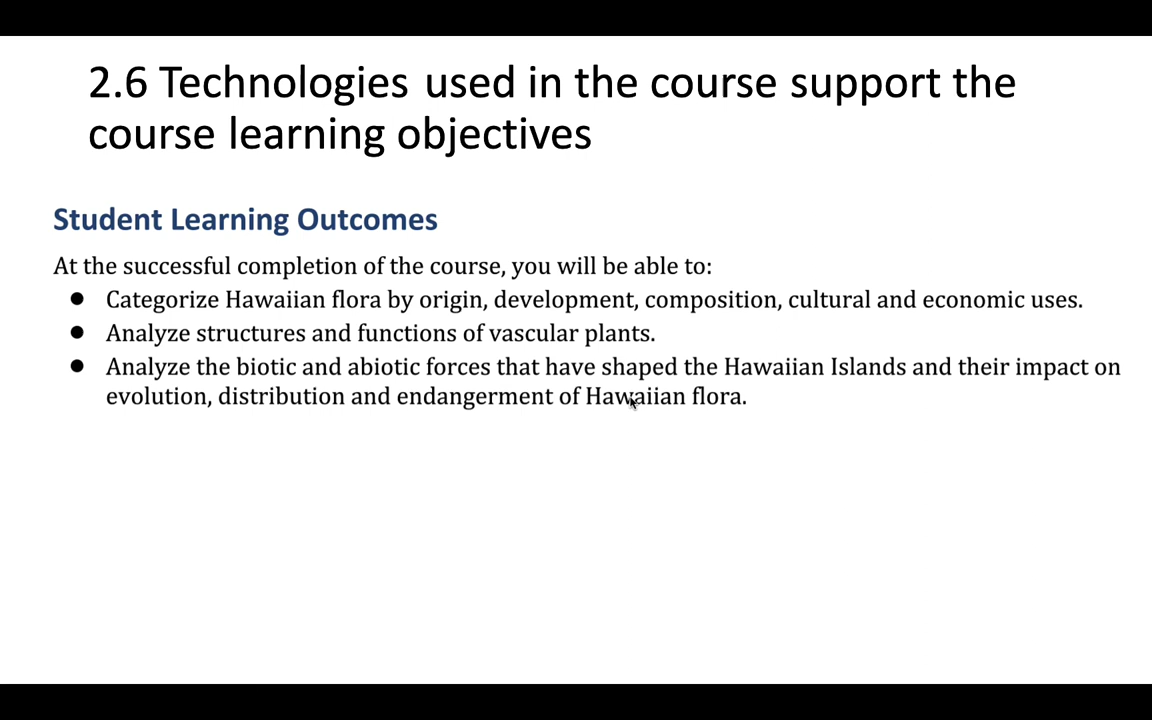 2.6 Technologies used in the course support the
course learning objectives
Student Learning Outcomes
At the successful completion of the course, you will be able to:
● Categorize Hawaiian flora by origin, development, composition, cultural and economic uses.
● Analyze structures and functions of vascular plants.
● Analyze the biotic and abiotic forces that have shaped the Hawaiian Islands and their impact on
evolution, distribution and endangerment of Hawaiian flora.